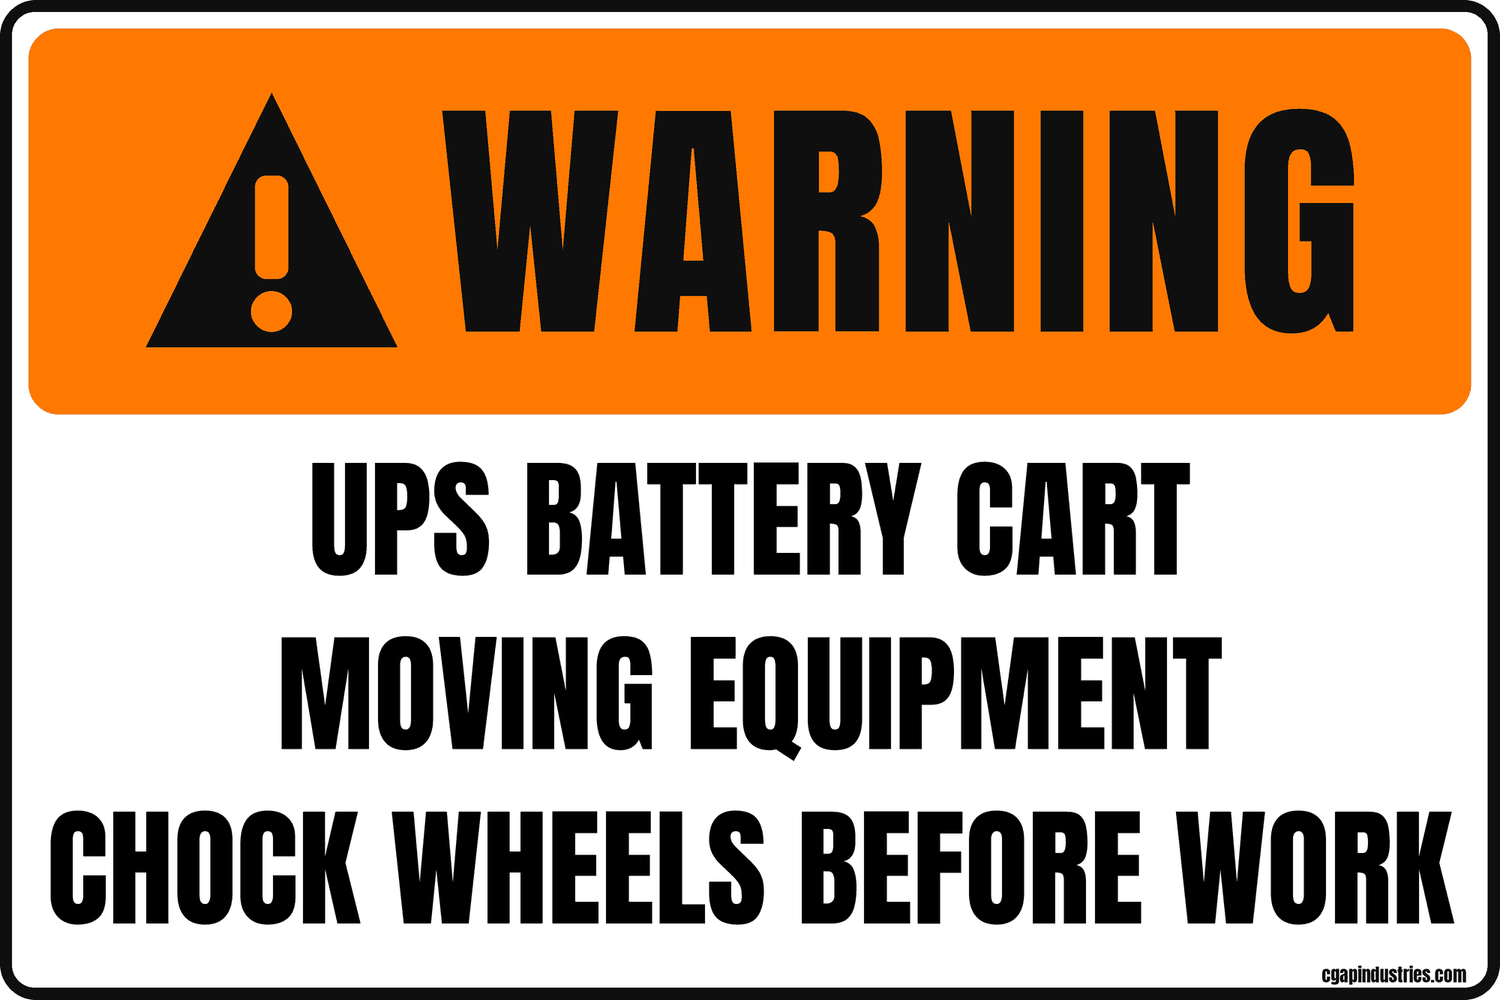 WARNING
UPS BATTERY CART
MOVING EQUIPMENT
CHOCK WHEELS BEFORE WORK
cgapindustries.com